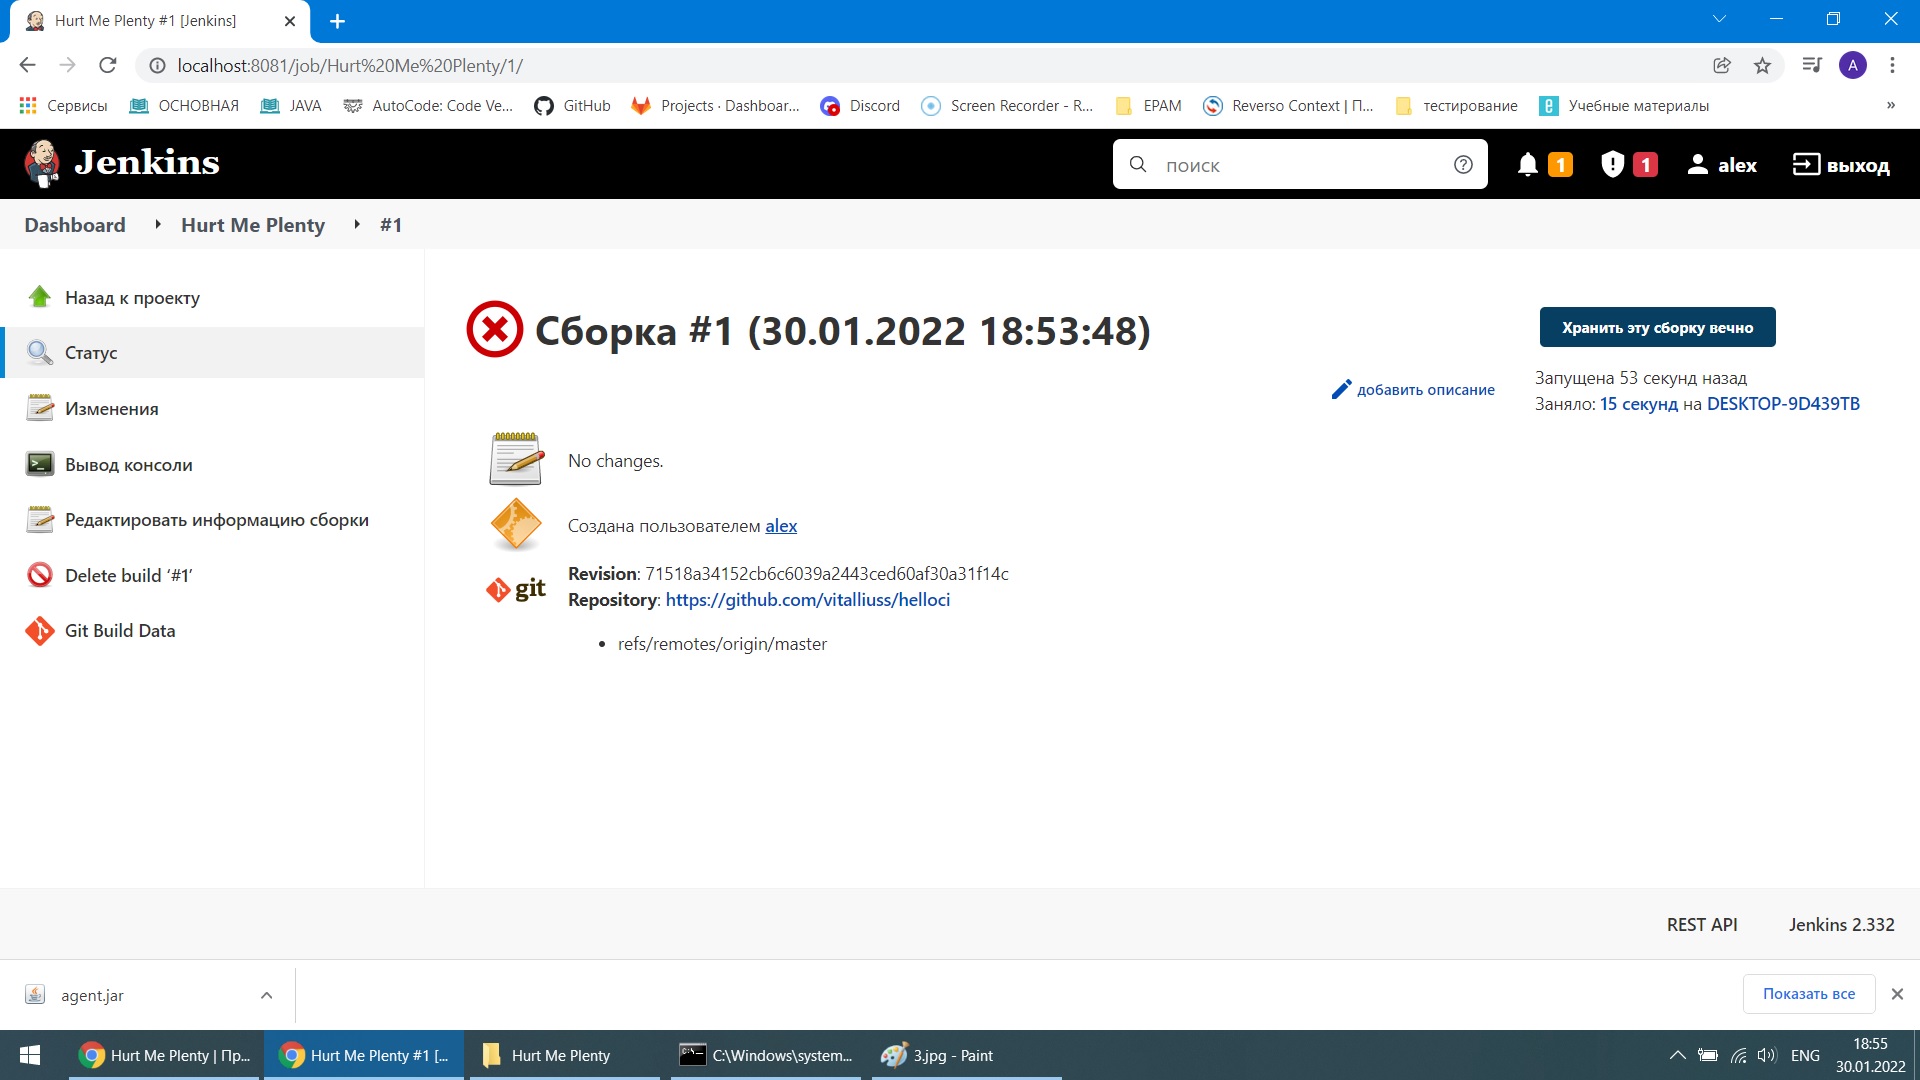 Hurt Me Plenty #1 [Jenkins]
localhost:8081/job/Hurt%20Me%20Plenty/1/
A
Сервисы
ОСНОВНАЯ
JAVA
AutoCode: Code Ve...
GitHub
Projects · Dashboar...
Discord
Screen Recorder - R...
EPAM
Reverso Context | П...
тестирование
Учебные материалы
»
Jenkins
поиск
1
1
alex
выход
Dashboard
Hurt Me Plenty
#1
Назад к проекту
Статус
Изменения
Вывод консоли
Редактировать информацию сборки
Delete build ‘#1’
Git Build Data
Сборка #1 (30.01.2022 18:53:48)
Хранить эту сборку вечно
добавить описание
Запущена 53 секунд назад
Заняло: 15 секунд на DESKTOP-9D439TB
No changes.
Создана пользователем alex
git
Revision: 71518a34152cb6c6039a2443ced60af30a31f14c
Repository: https://github.com/vitalliuss/helloci
• refs/remotes/origin/master
REST API
Jenkins 2.332
agent.jar
Показать все
Hurt Me Plenty | Пр...
Hurt Me Plenty #1 [...
Hurt Me Plenty
C:\Windows\system...
3.jpg - Paint
ENG
18:55
30.01.2022